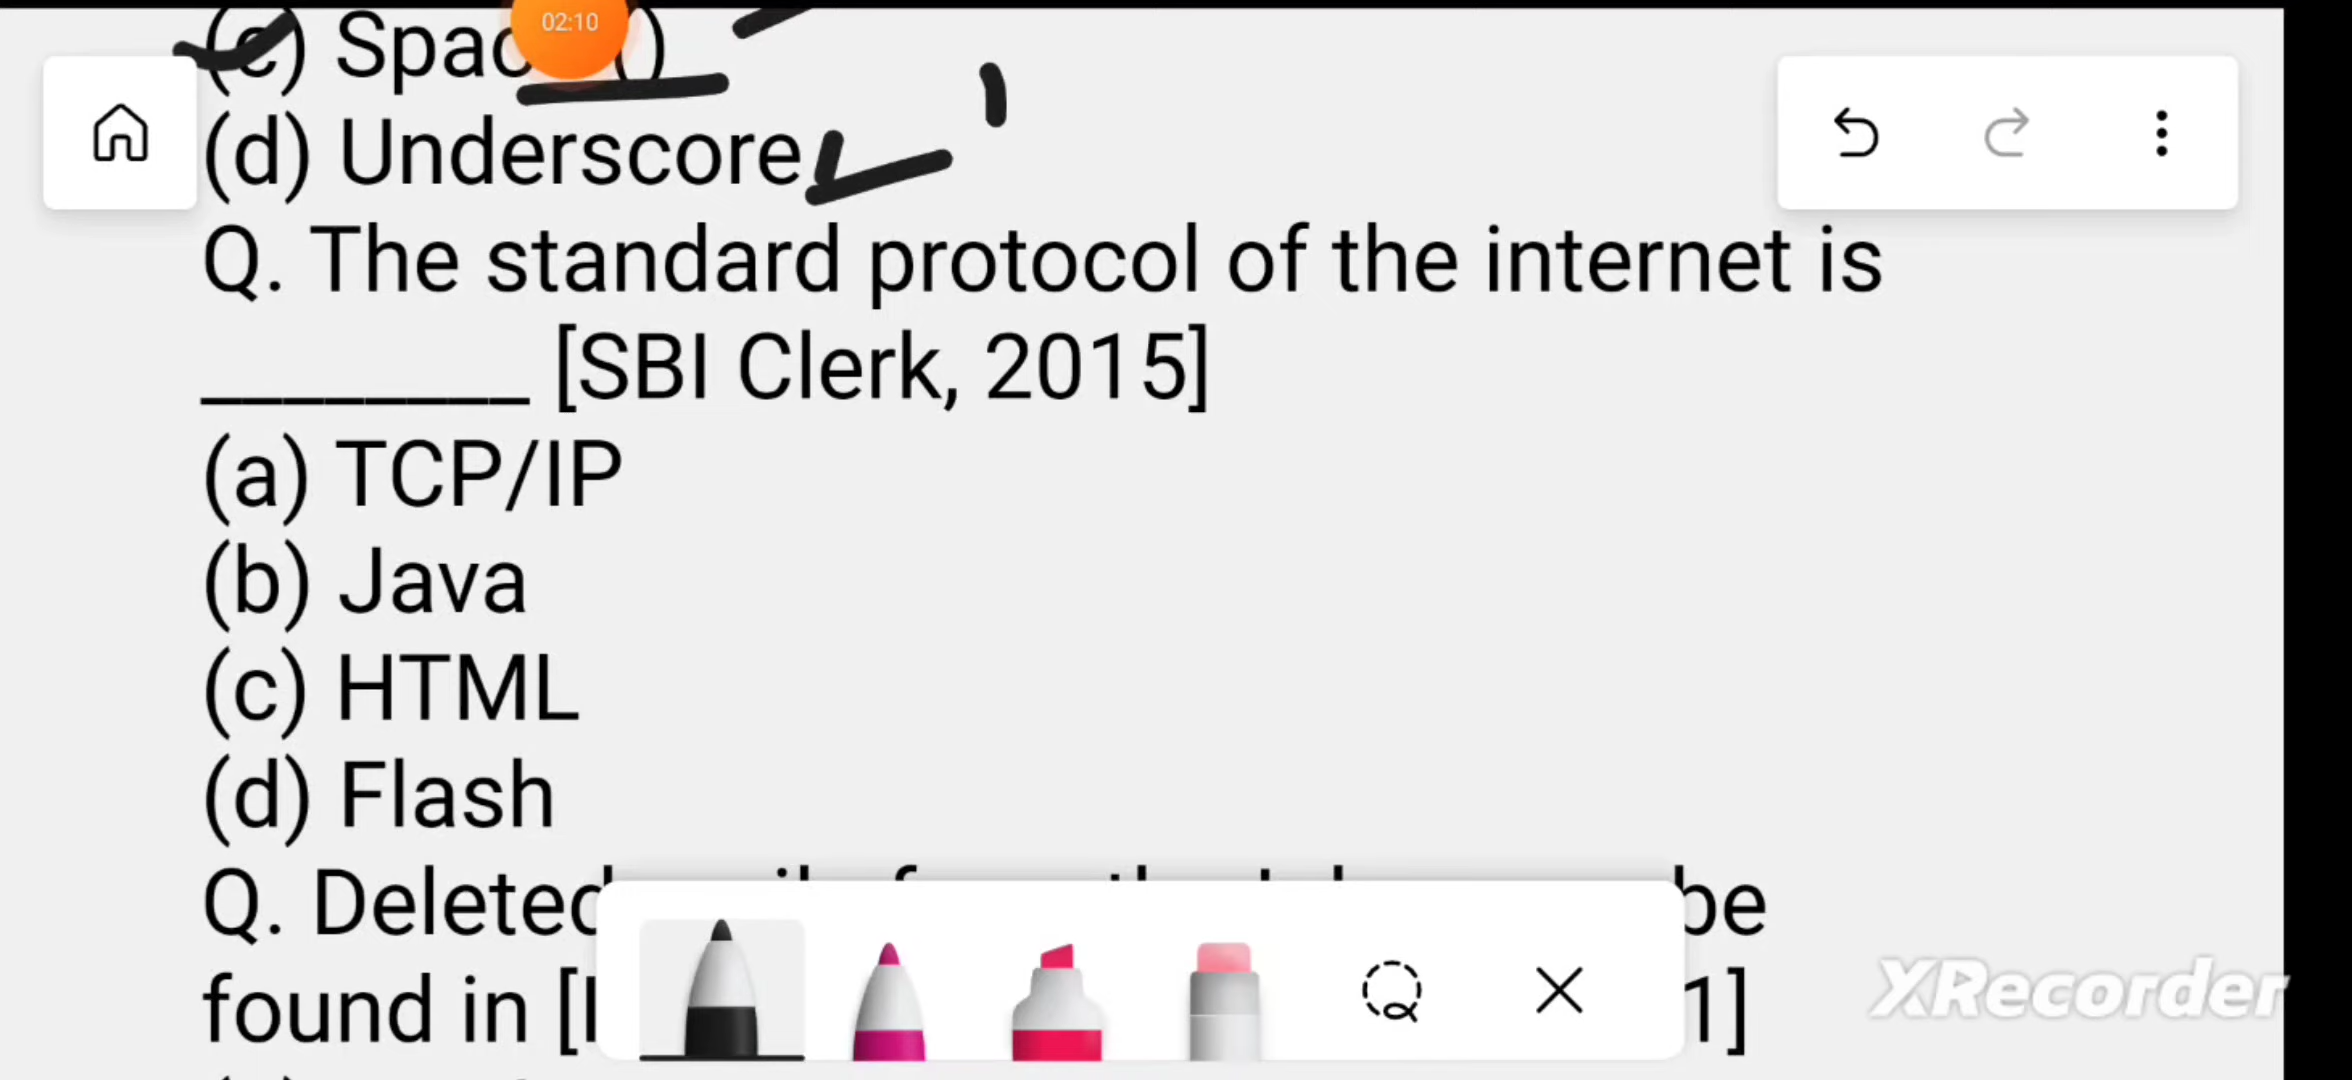 02:10
(c) Spac ()
(d) Underscore
Q. The standard protocol of the internet is
________ [SBI Clerk, 2015]
(a) TCP/IP
(b) Java
(c) HTML
(d) Flash
Q. Deleted be
found in [I 1]
XRecorder